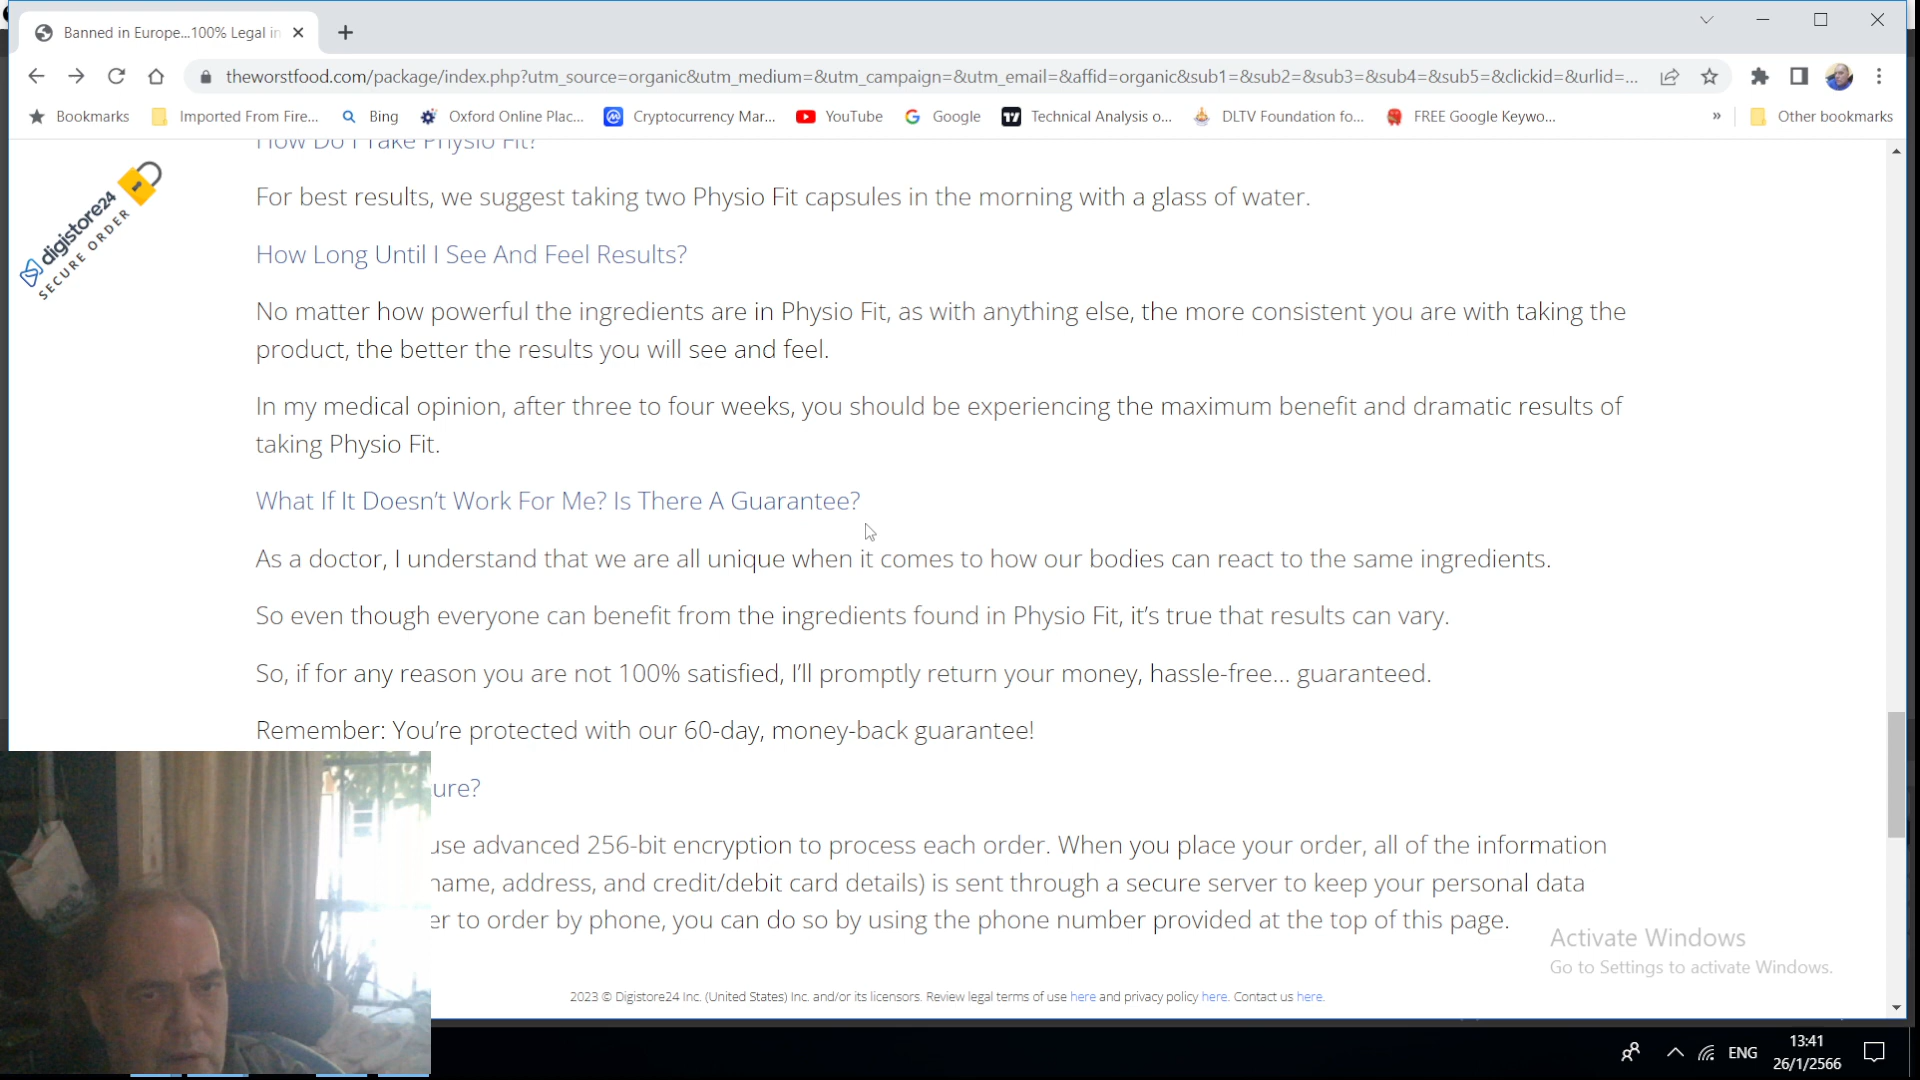 Banned in Europe...100% Legal in
theworstfood.com/package/index.php?utm_source=organic&utm_medium=&utm_campaign=&utm_email=&affid=organic&sub1=&sub2=&sub3=&sub4=&sub5=&clickid=&urlid=...
Bookmarks
Imported From Fire...
Bing
Oxford Online Plac...
Cryptocurrency Mar...
YouTube
Google
Technical Analysis o...
DLTV Foundation fo...
FREE Google Keywo...
»
Other bookmarks
digistore24
SECURE ORDER
How Do I Take Physio Fit?
For best results, we suggest taking two Physio Fit capsules in the morning with a glass of water.
How Long Until I See And Feel Results?
No matter how powerful the ingredients are in Physio Fit, as with anything else, the more consistent you are with taking the
product, the better the results you will see and feel.
In my medical opinion, after three to four weeks, you should be experiencing the maximum benefit and dramatic results of
taking Physio Fit.
What If It Doesn’t Work For Me? Is There A Guarantee?
As a doctor, I understand that we are all unique when it comes to how our bodies can react to the same ingredients.
So even though everyone can benefit from the ingredients found in Physio Fit, it’s true that results can vary.
So, if for any reason you are not 100% satisfied, I’ll promptly return your money, hassle-free... guaranteed.
Remember: You’re protected with our 60-day, money-back guarantee!
ure?
use advanced 256-bit encryption to process each order. When you place your order, all of the information
name, address, and credit/debit card details) is sent through a secure server to keep your personal data
er to order by phone, you can do so by using the phone number provided at the top of this page.
Activate Windows
Go to Settings to activate Windows.
2023 © Digistore24 Inc. (United States) Inc. and/or its licensors. Review legal terms of use here and privacy policy here. Contact us here.
ENG
13:41
26/1/2566